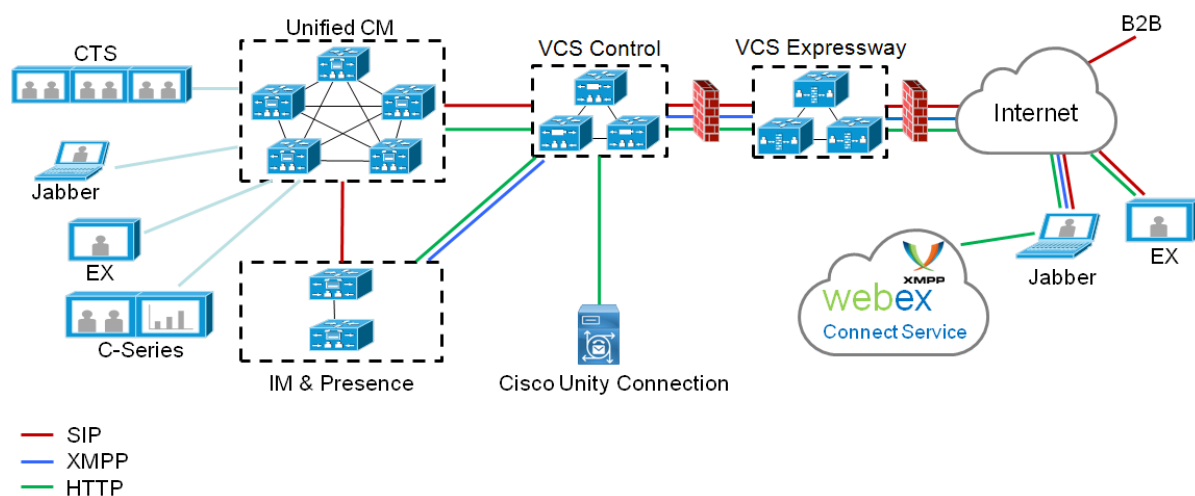 Unified CM
VCS Control
VCS Expressway
B2B
CTS
Internet
Jabber
EX
C-Series
IM & Presence
Cisco Unity Connection
XMPP
webex
Connect Service
Jabber
EX
SIP
XMPP
HTTP